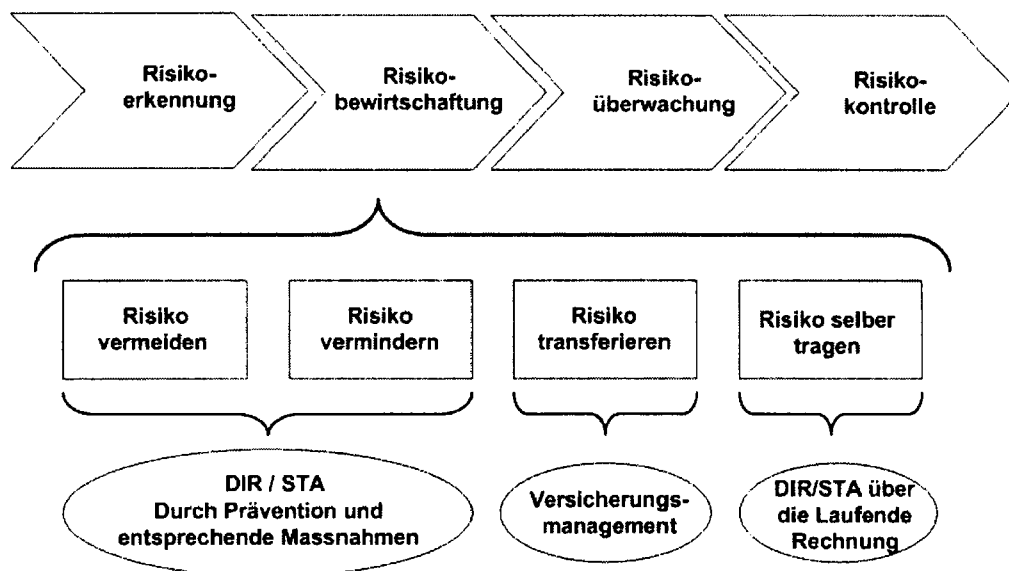 Risiko-
erkennung
Risiko-
bewirtschaftung
Risiko-
überwachung
Risiko-
kontrolle
Risiko
vermeiden
Risiko
vermindern
Risiko
transferieren
Risiko selber
tragen
DIR / STA
Durch Prävention und
entsprechende Massnahmen
Versicherungs-
management
DIR/STA über
die Laufende
Rechnung